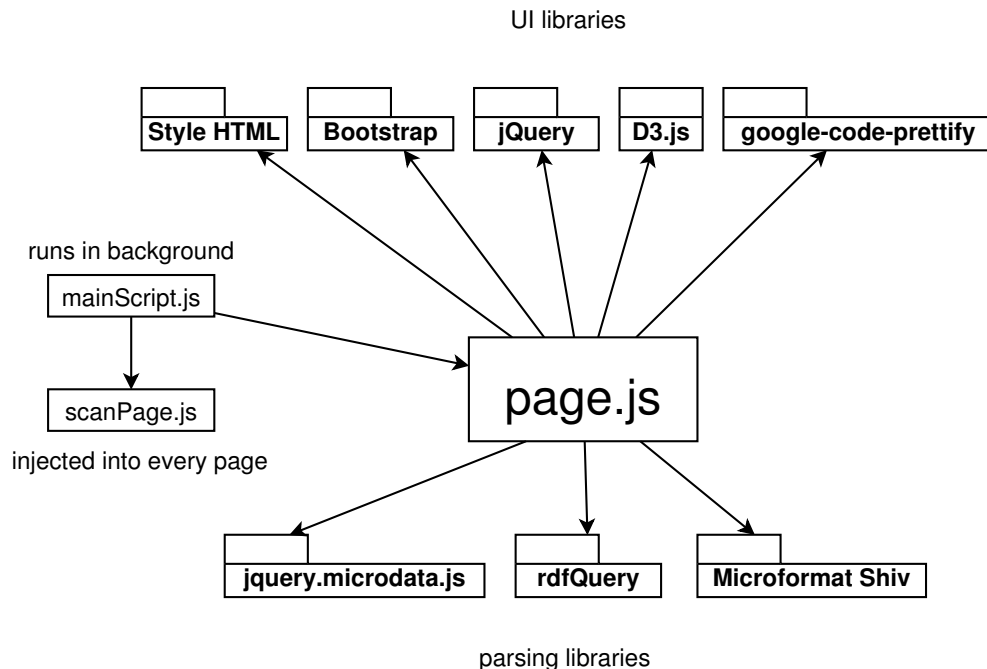 UI libraries
Style HTML
Bootstrap
jQuery
D3.js
google-code-prettify
runs in background
mainScript.js
page.js
scanPage.js
injected into every page
jquery.microdata.js
rdfQuery
Microformat Shiv
parsing libraries